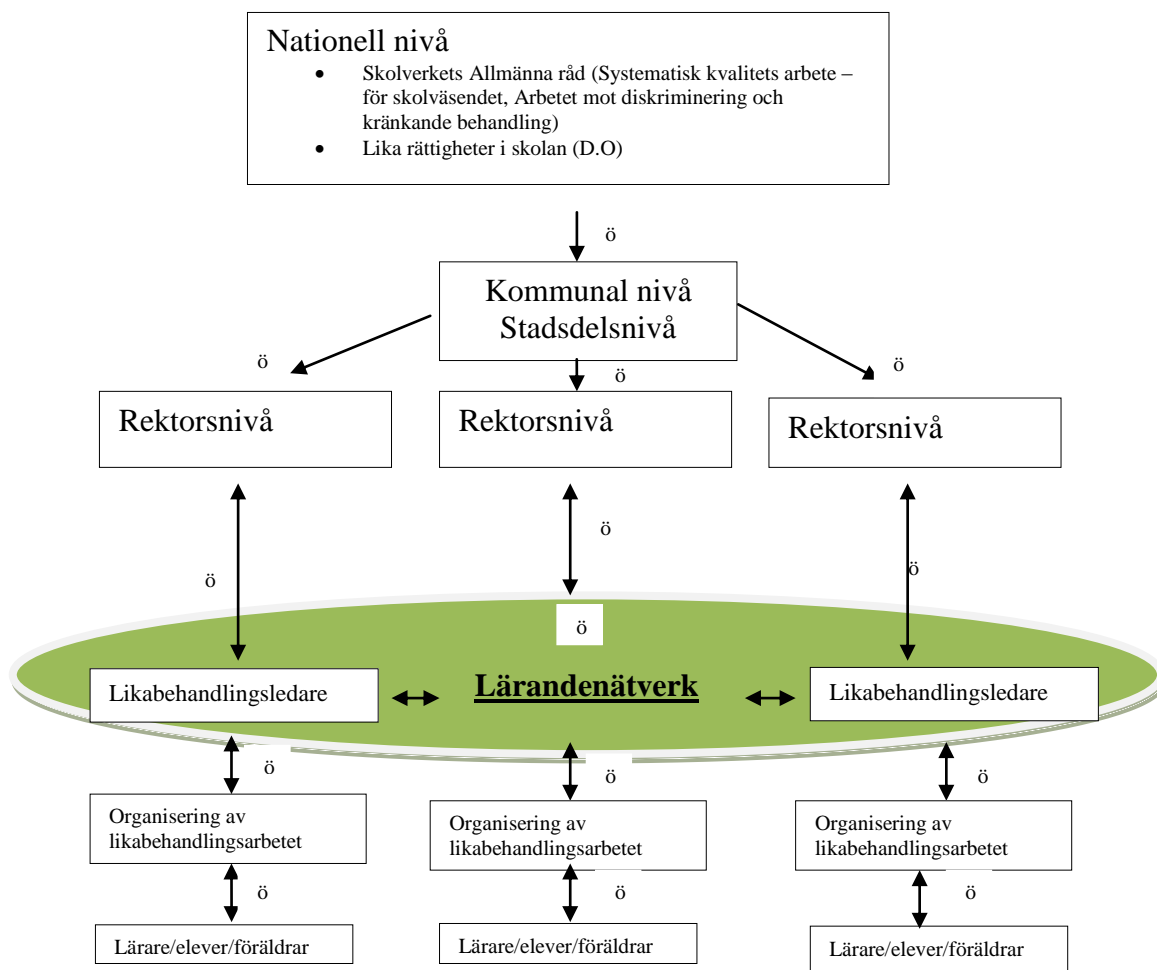 Nationell nivå
• Skolverkets Allmänna råd (Systematisk kvalitets arbete –
för skolväsendet, Arbetet mot diskriminering och
kränkande behandling)
• Lika rättigheter i skolan (D.O)
ö
Kommunal nivå
Stadsdelsnivå
ö
ö
ö
Rektorsnivå
Rektorsnivå
Rektorsnivå
ö
ö
ö
ö
Likabehandlingsledare
Lärandenätverk
Likabehandlingsledare
ö
ö
ö
Organisering av
likabehandlingsarbetet
Organisering av
likabehandlingsarbetet
Organisering av
likabehandlingsarbetet
ö
ö
ö
Lärare/elever/föräldrar
Lärare/elever/föräldrar
Lärare/elever/föräldrar